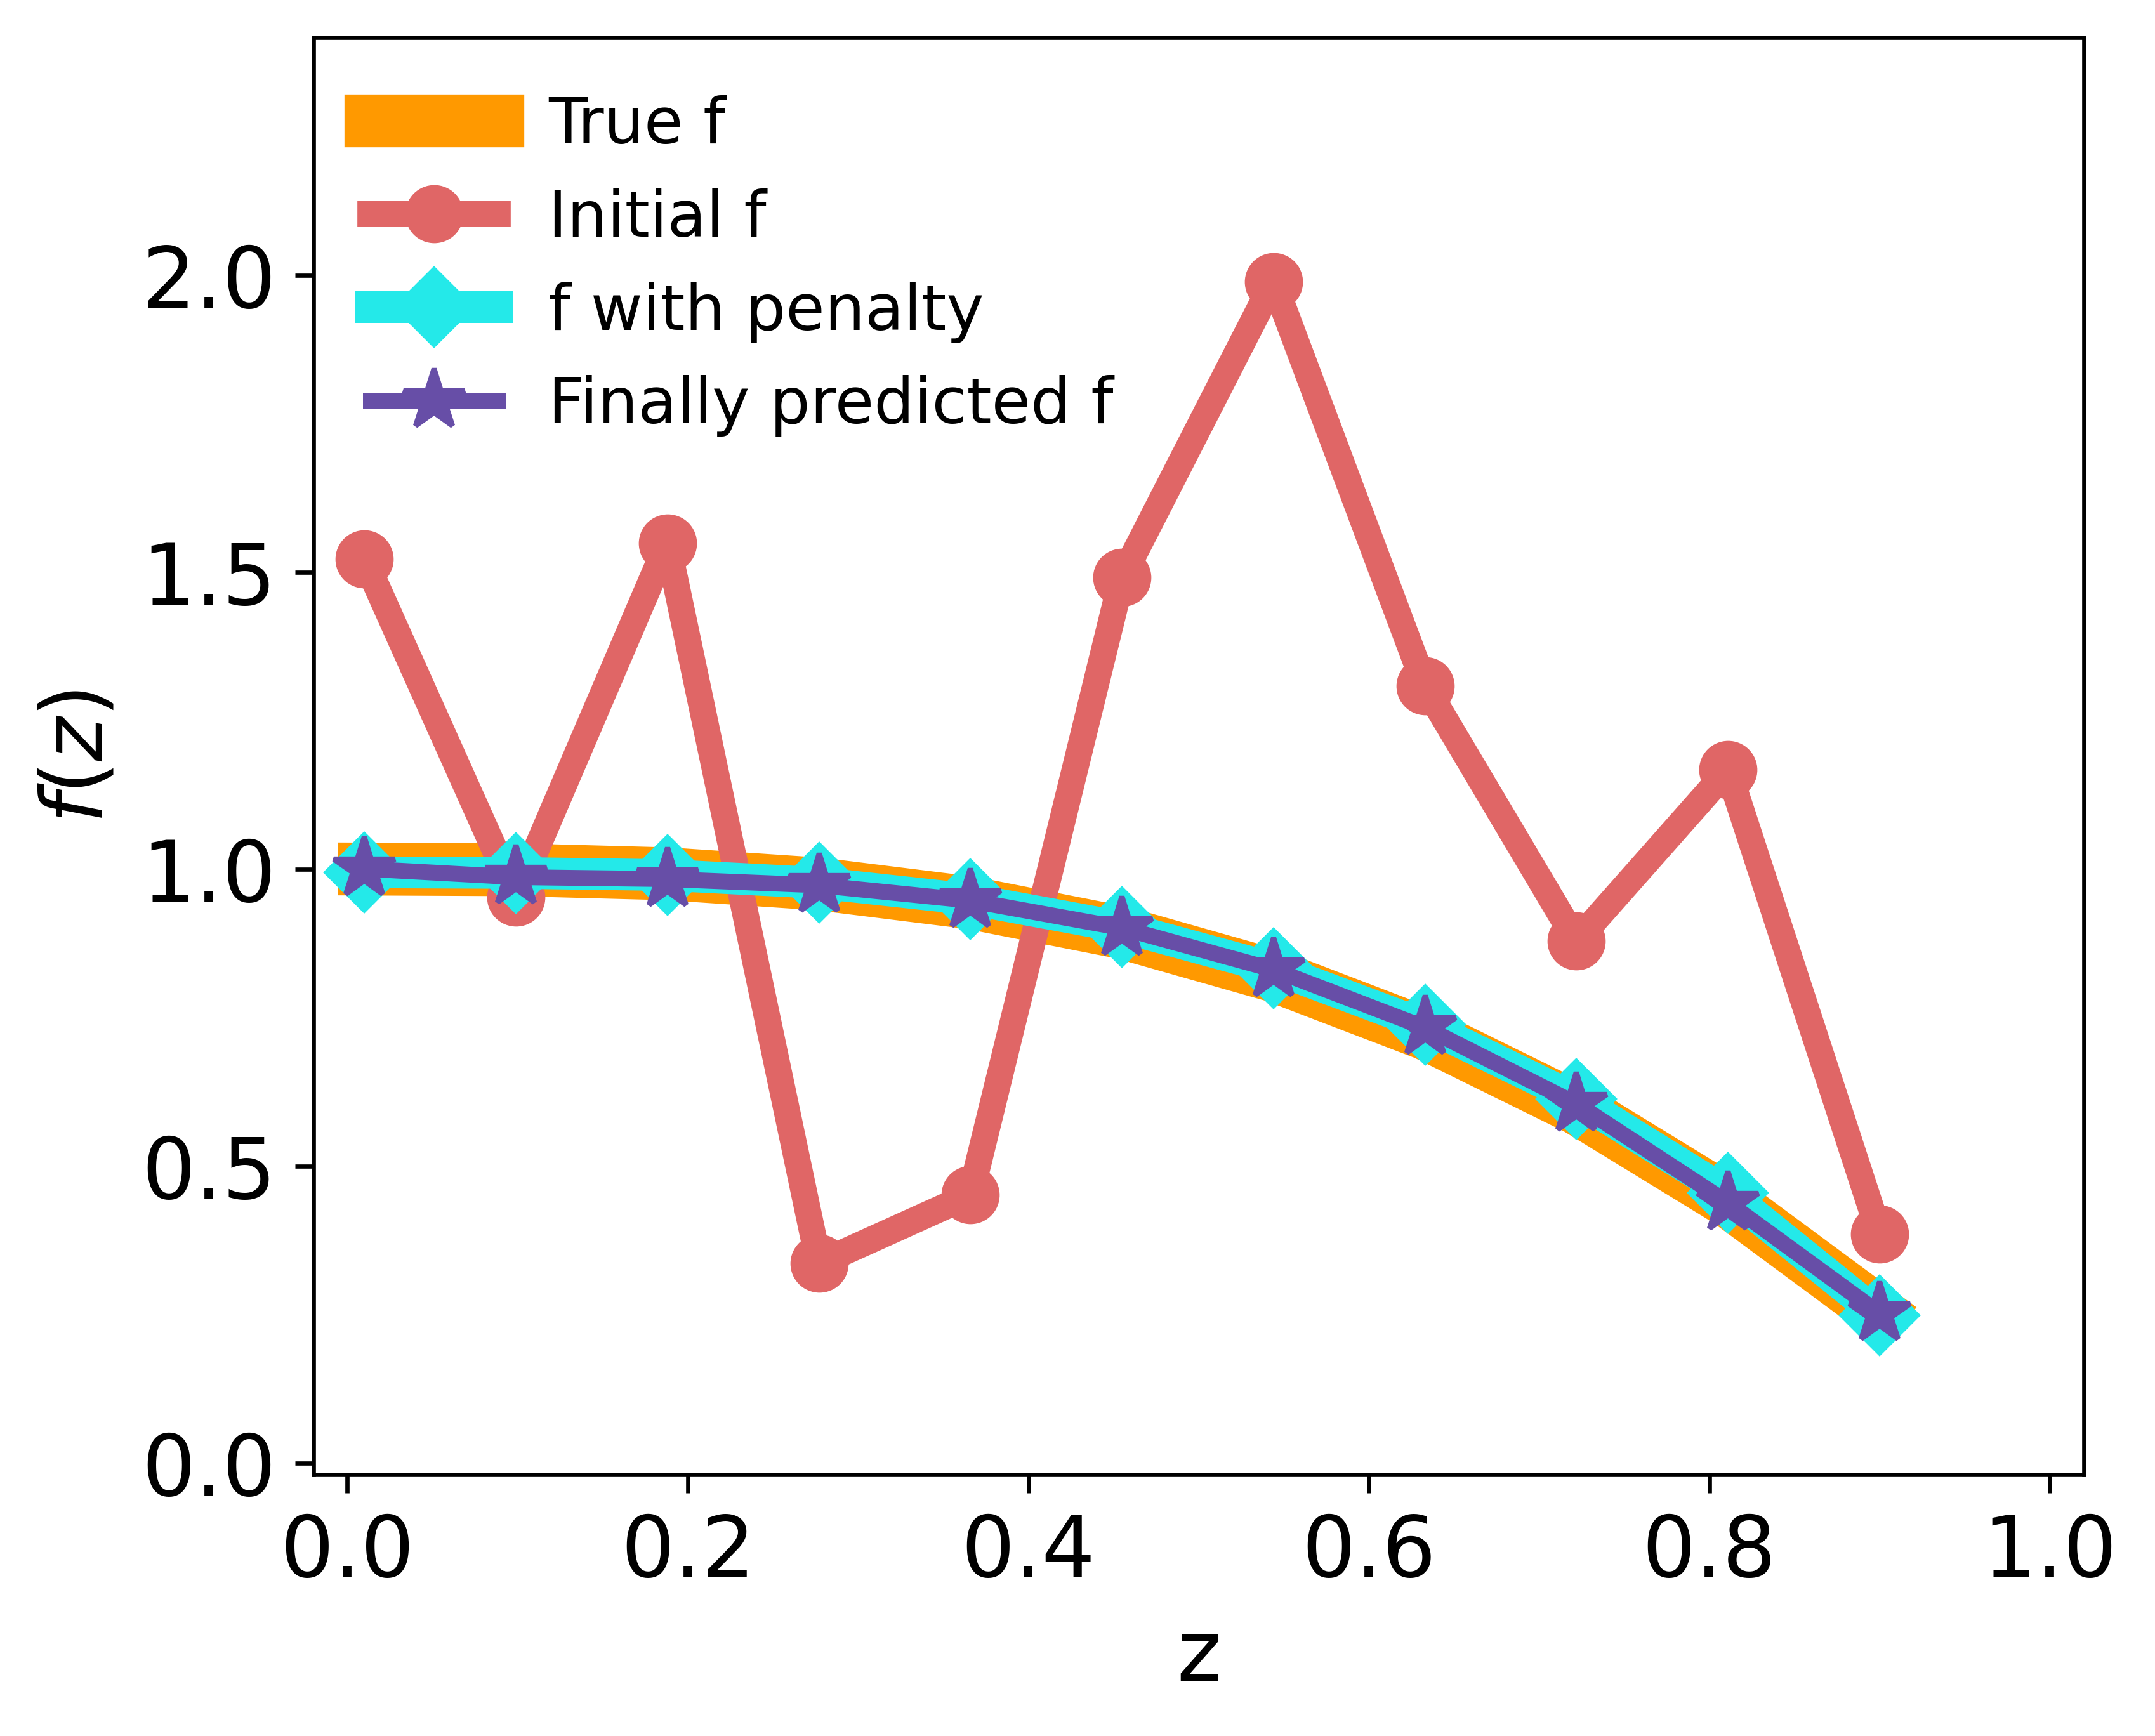 True f
Initial f
f with penalty
Finally predicted f
2.0
1.5
1.0
0.5
0.0
f(z)
0.0 0.2 0.4 0.6 0.8 1.0
z